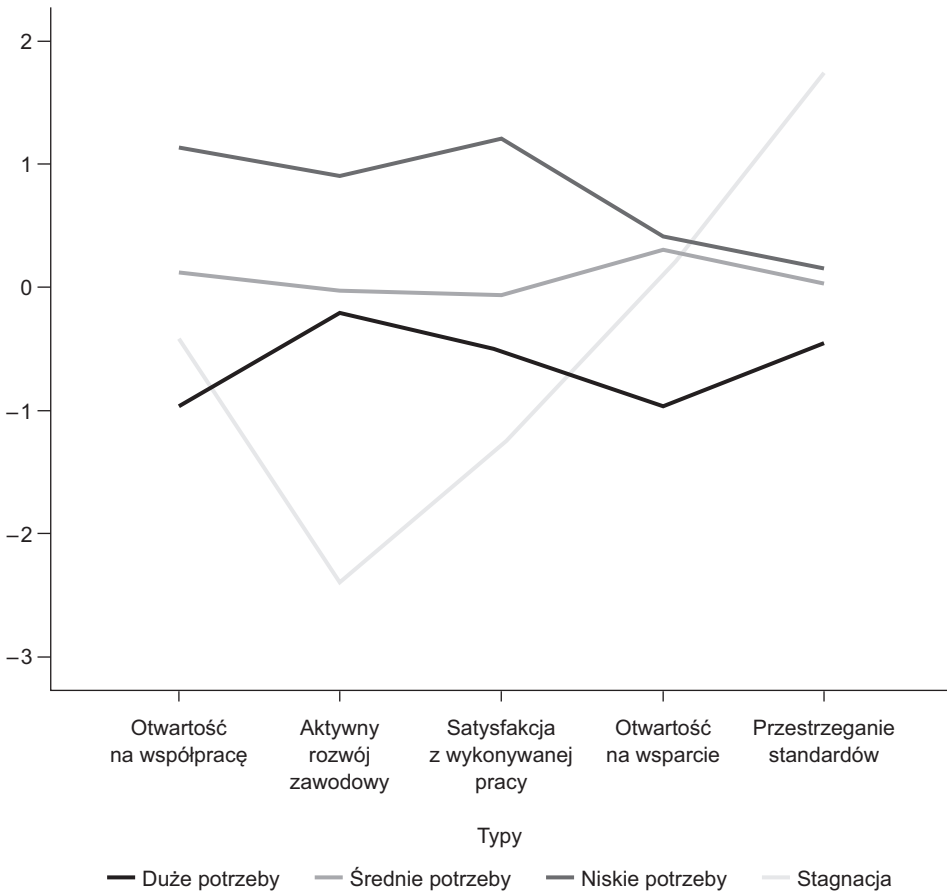 2
1
0
–1
–2
–3
Otwartość
na współpracę
Aktywny
rozwój
zawodowy
Satysfakcja
z wykonywanej
pracy
Otwartość
na wsparcie
Przestrzeganie
standardów
Typy
Duże potrzeby
Średnie potrzeby
Niskie potrzeby
Stagnacja